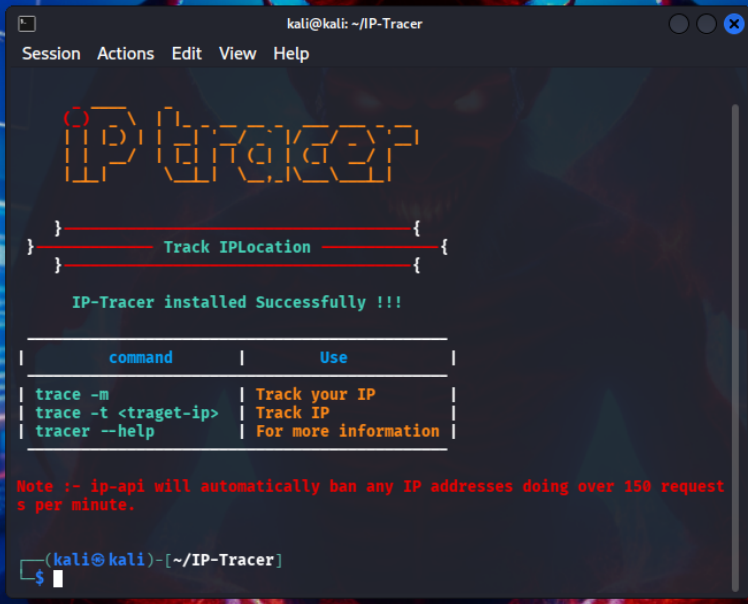 kali@kali: ~/IP-Tracer
Session Actions Edit View Help
ip tracer
}——————————————————————{
}———————— Track IPLocation ————————{
}——————————————————————{
IP-Tracer installed Successfully !!!
| command | Use |
| trace -m | Track your IP |
| trace -t <traget-ip> | Track IP |
| tracer --help | For more information |
Note :- ip-api will automatically ban any IP addresses doing over 150 request
s per minute.
┌──(kali㉿kali)-[~/IP-Tracer]
└─$